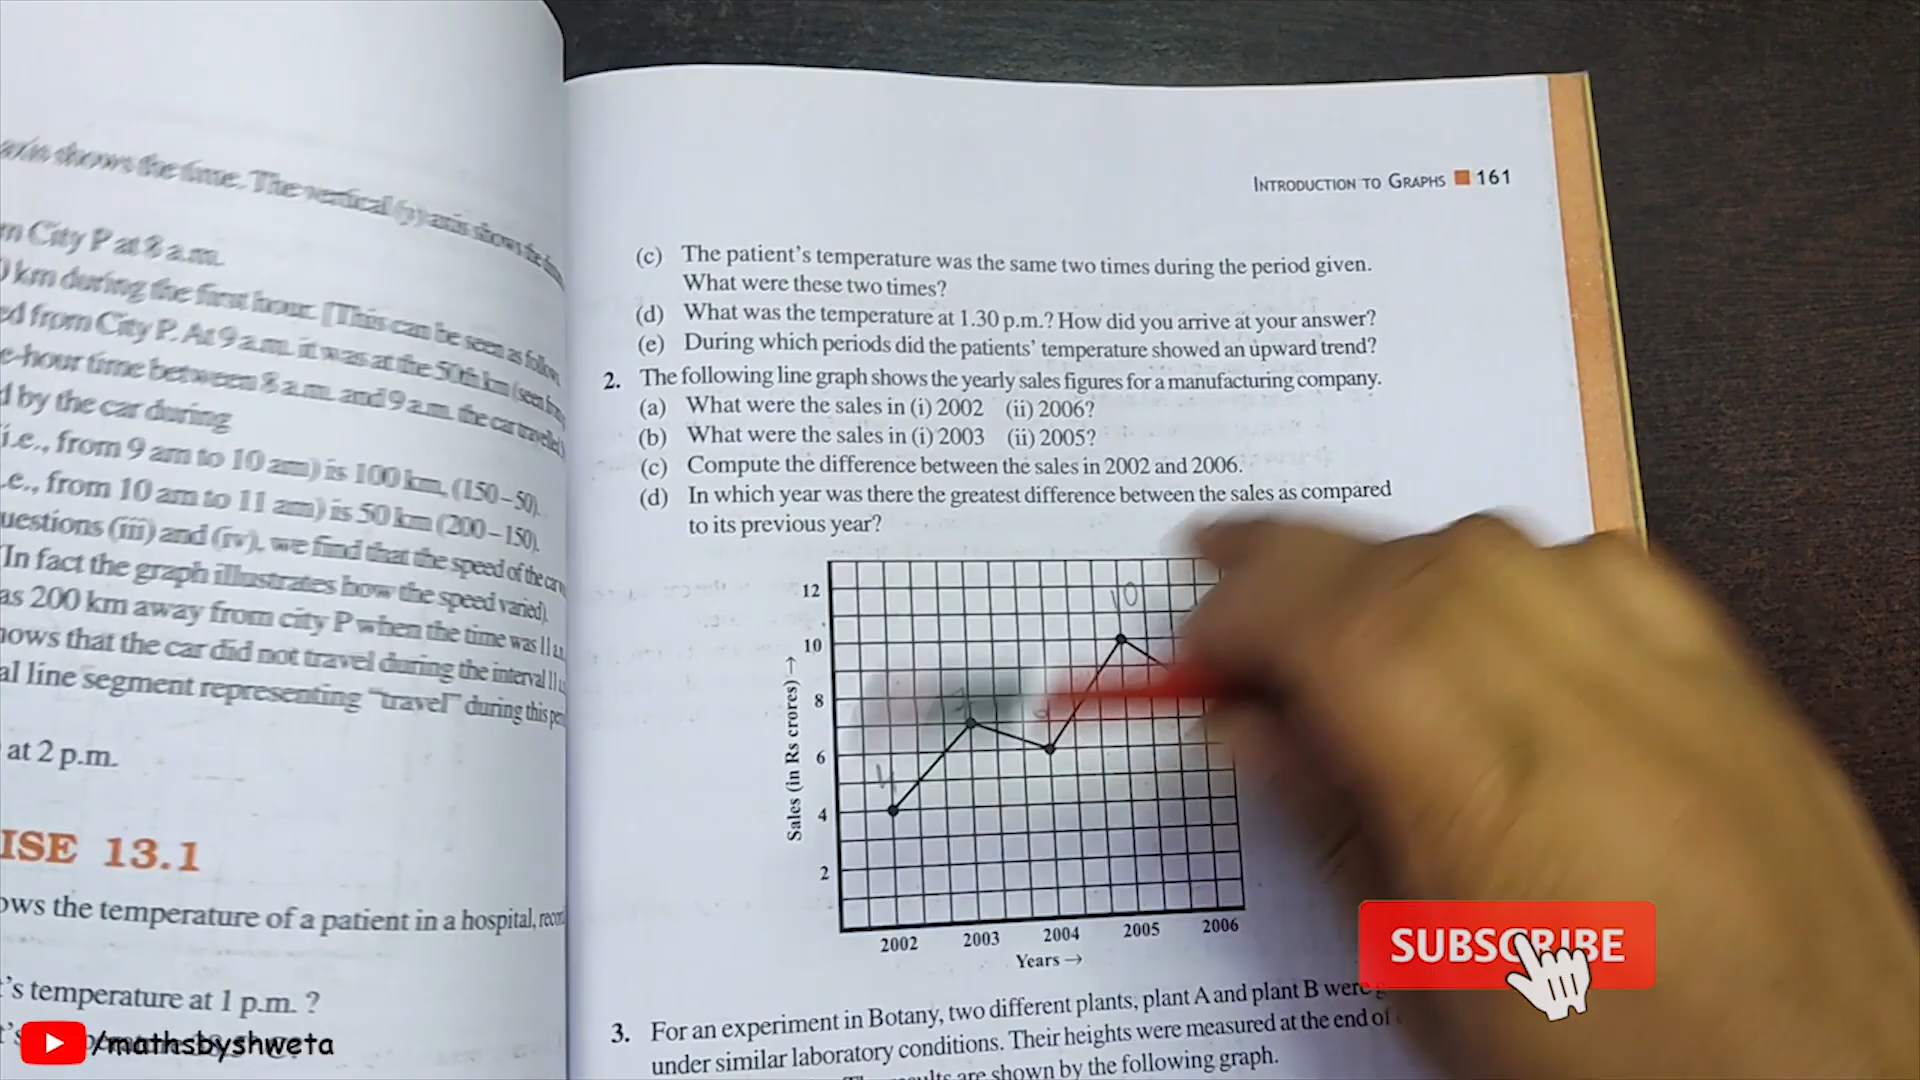 INTRODUCTION TO GRAPHS 161
(c) The patient's temperature was the same two times during the period given.
What were these two times?
(d) What was the temperature at 1.30 p.m.? How did you arrive at your answer?
(e) During which periods did the patients' temperature showed an upward trend?
2. The following line graph shows the yearly sales figures for a manufacturing company.
(a) What were the sales in (i) 2002 (ii) 2006?
(b) What were the sales in (i) 2003 (ii) 2005?
(c) Compute the difference between the sales in 2002 and 2006.
(d) In which year was there the greatest difference between the sales as compared
to its previous year?
12
10
8
6
4
2
Sales (in Rs crores) →
10
4
2002 2003 2004 2005 2006
Years →
3. For an experiment in Botany, two different plants, plant A and plant B were
under similar laboratory conditions. Their heights were measured at the end of
are shown by the following graph.
axis shows the time. The vertical (y) axis shows the
City P at 8 a.m.
km during the first hour. [This can be seen as follows.
from City P. At 9 a.m. it was at the 50th km (seen from
hour time between 8 a.m. and 9 a.m. the car travelled
by the car during
i.e., from 9 am to 10 am) is 100 km, (150 – 50).
e., from 10 am to 11 am) is 50 km (200 – 150).
(iii) and (iv), we find that the speed of the car
In fact the graph illustrates how the speed varied).
as 200 km away from city P when the time was 11
that the car did not travel during the interval 11
line segment representing "travel" during this
at 2 p.m.
ISE 13.1
ows the temperature of a patient in a hospital,
's temperature at 1 p.m. ?
/mathsbyshweta
SUBSCRIBE